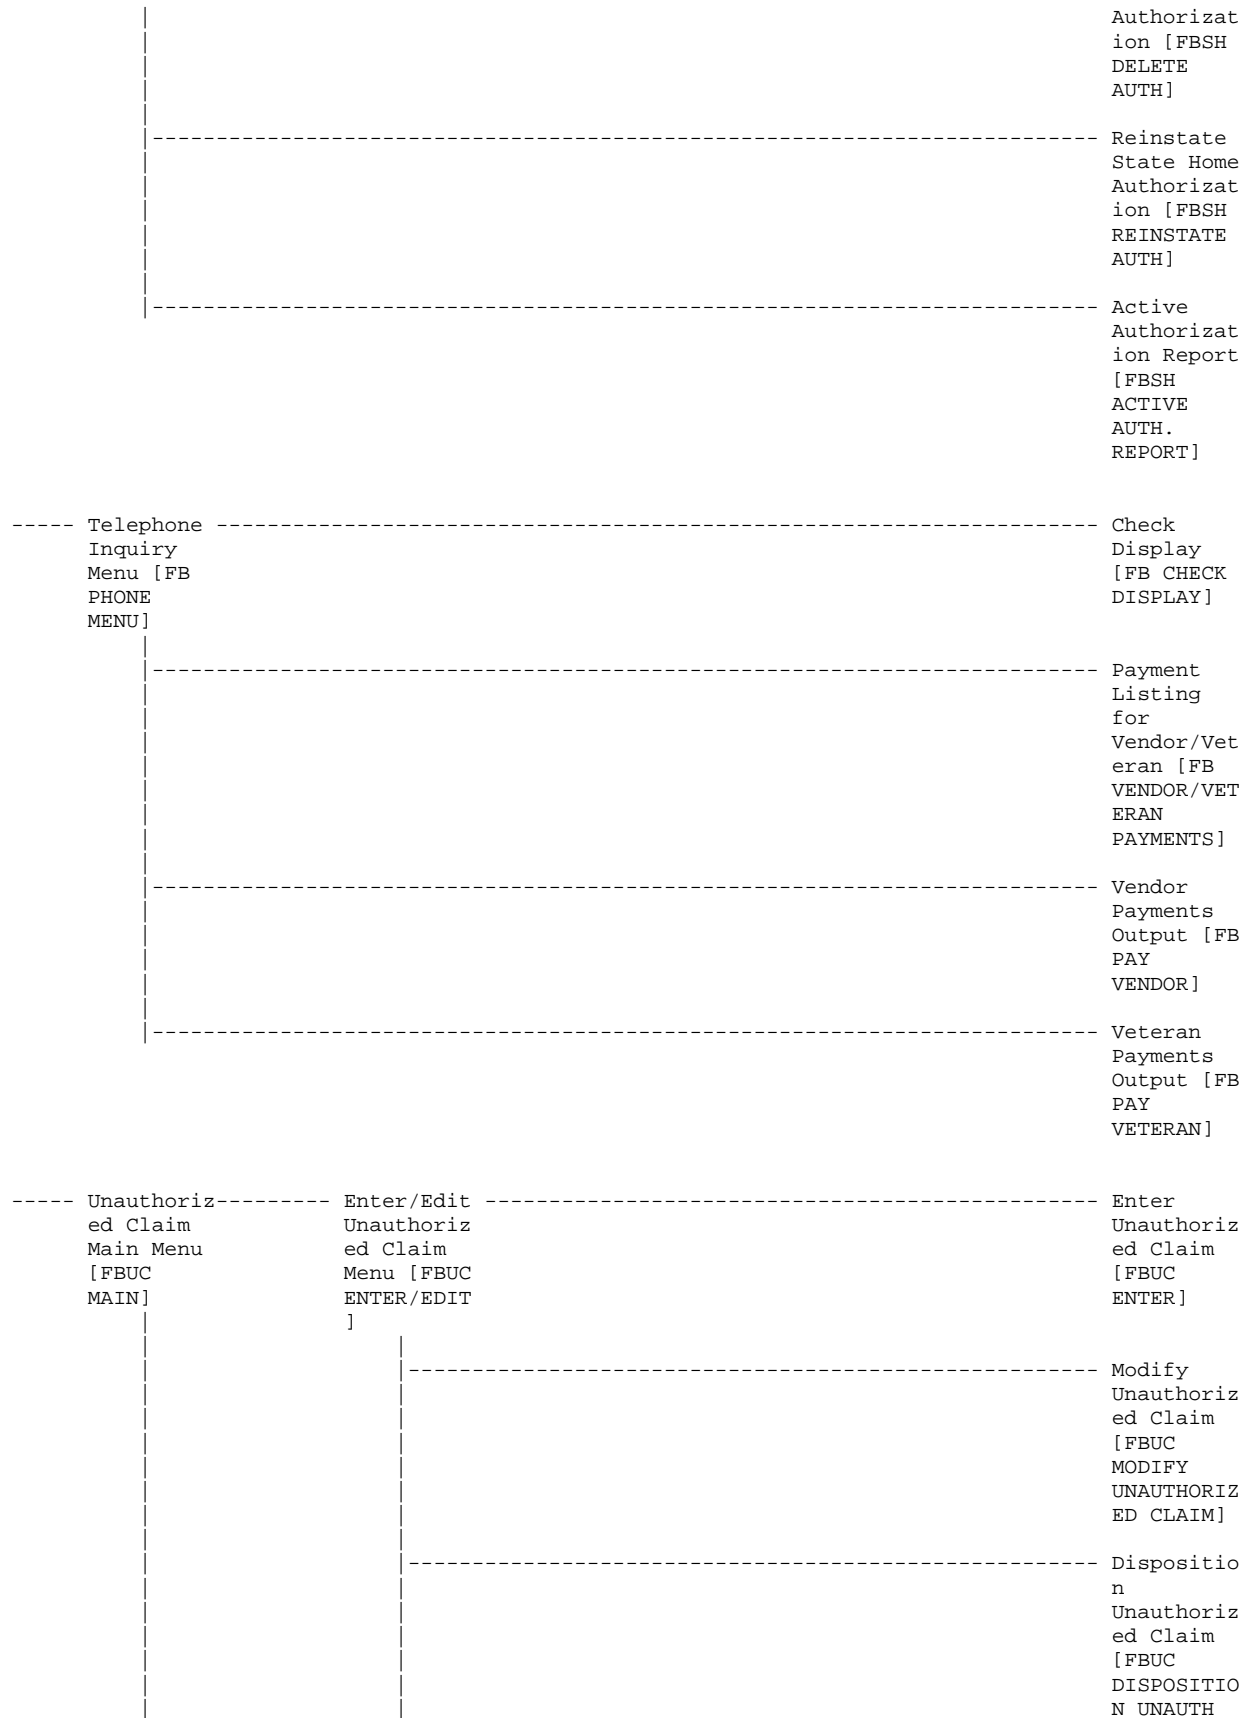 Authorizat
ion [FBSH
DELETE
AUTH]
Reinstate
State Home
Authorizat
ion [FBSH
REINSTATE
AUTH]
Active
Authorizat
ion Report
[FBSH
ACTIVE
AUTH.
REPORT]
Telephone
Inquiry
Menu [FB
PHONE
MENU]
Check
Display
[FB CHECK
DISPLAY]
Payment
Listing
for
Vendor/Vet
eran [FB
VENDOR/VET
ERAN
PAYMENTS]
Vendor
Payments
Output [FB
PAY
VENDOR]
Veteran
Payments
Output [FB
PAY
VETERAN]
Unauthoriz
ed Claim
Main Menu
[FBUC
MAIN]
Enter/Edit
Unauthoriz
ed Claim
Menu [FBUC
ENTER/EDIT
]
Enter
Unauthoriz
ed Claim
[FBUC
ENTER]
Modify
Unauthoriz
ed Claim
[FBUC
MODIFY
UNAUTHORIZ
ED CLAIM]
Dispositio
n
Unauthoriz
ed Claim
[FBUC
DISPOSITIO
N UNAUTH